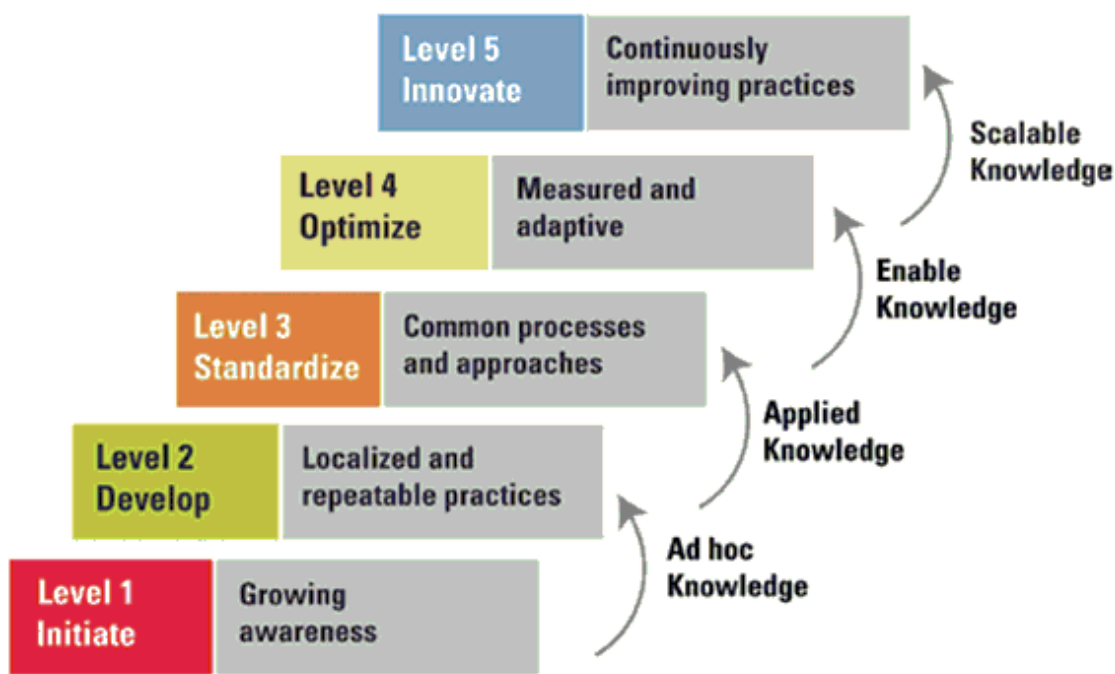 Level 5
Innovate
Continuously
improving practices
Scalable
Knowledge
Level 4
Optimize
Measured and
adaptive
Enable
Knowledge
Level 3
Standardize
Common processes
and approaches
Applied
Knowledge
Level 2
Develop
Localized and
repeatable practices
Ad hoc
Knowledge
Level 1
Initiate
Growing
awareness